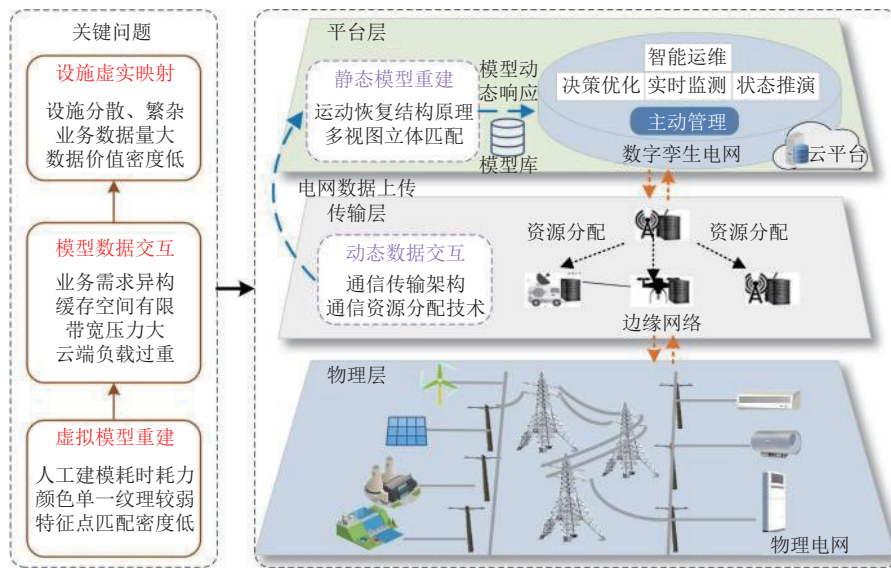 关键问题
设施虚实映射
设施分散、繁杂
业务数据量大
数据价值密度低
模型数据交互
业务需求异构
缓存空间有限
带宽压力大
云端负载过重
虚拟模型重建
人工建模耗时耗力
颜色单一纹理较弱
特征点匹配密度低
平台层
静态模型重建
运动恢复结构原理
多视图立体匹配
模型动
态响应
模型库
智能运维
决策优化
实时监测
状态推演
主动管理
数字孪生电网
云平台
电网数据上传
传输层
动态数据交互
通信传输架构
通信资源分配技术
资源分配
资源分配
边缘网络
物理层
物理电网